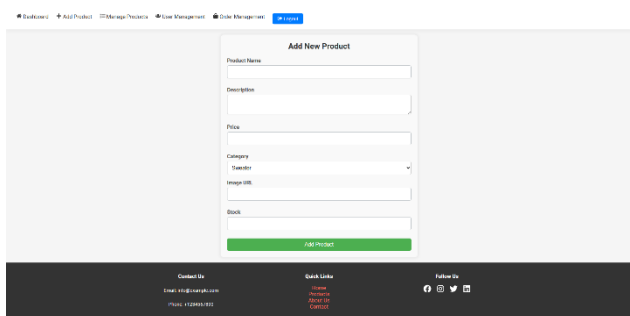 Dashboard Add Product Manage Products User Management Order Management Logout
Add New Product
Product Name
Description
Price
Category
Sweater
Image URL
Stock
Add Product
Contact Us Quick Links Follow Us
Email: info@example.com
Home
Products
About Us
Contact
Phone: